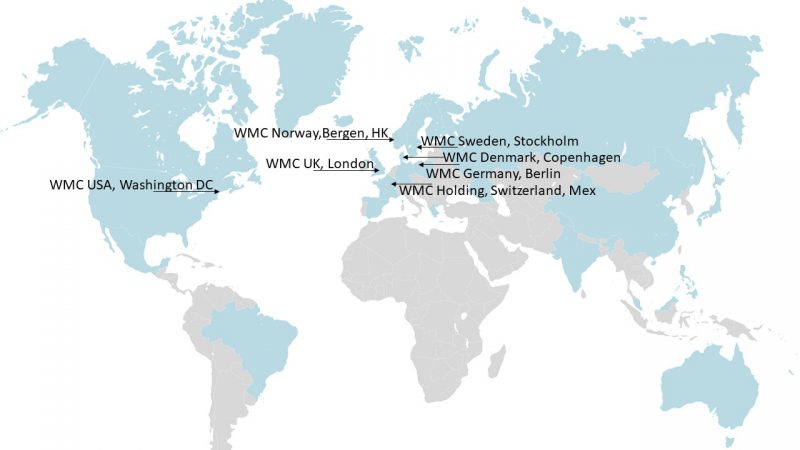 WMC Norway,Bergen, HK
WMC Sweden, Stockholm
WMC Denmark, Copenhagen
WMC UK, London
WMC Germany, Berlin
WMC USA, Washington DC
WMC Holding, Switzerland, Mex